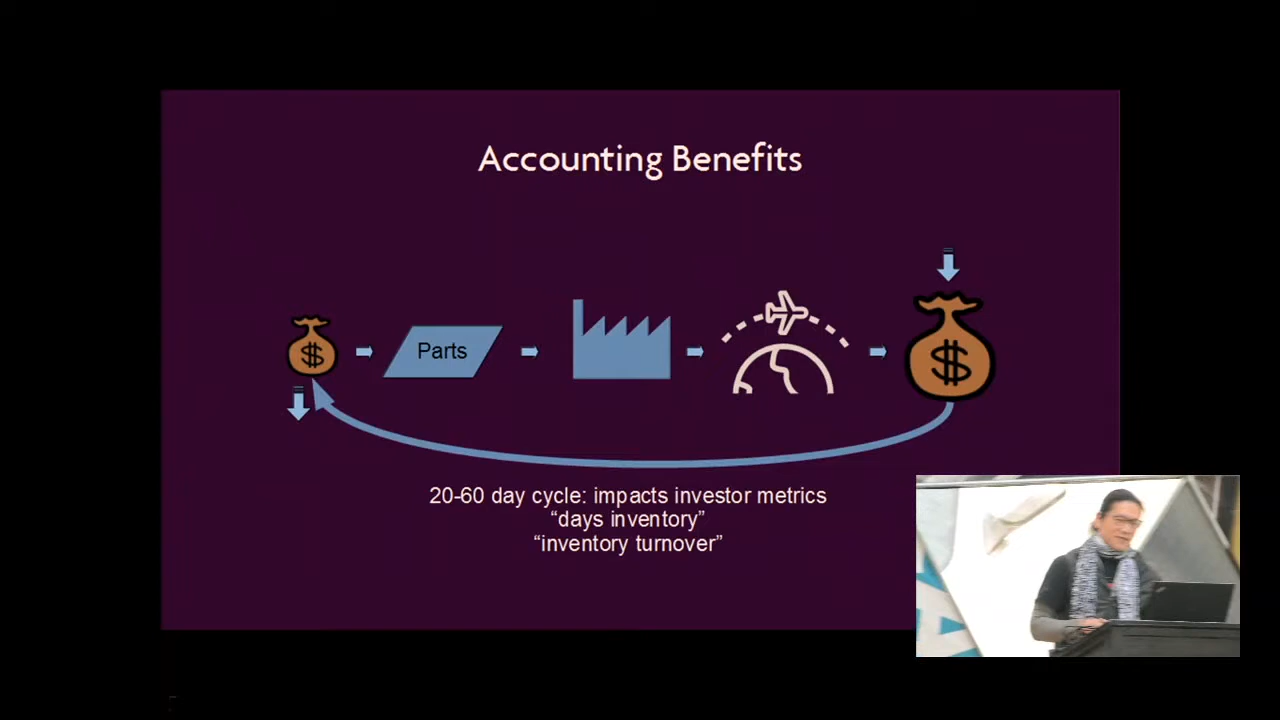 Accounting Benefits
$
Parts
$
20-60 day cycle: impacts investor metrics
“days inventory”
“inventory turnover”